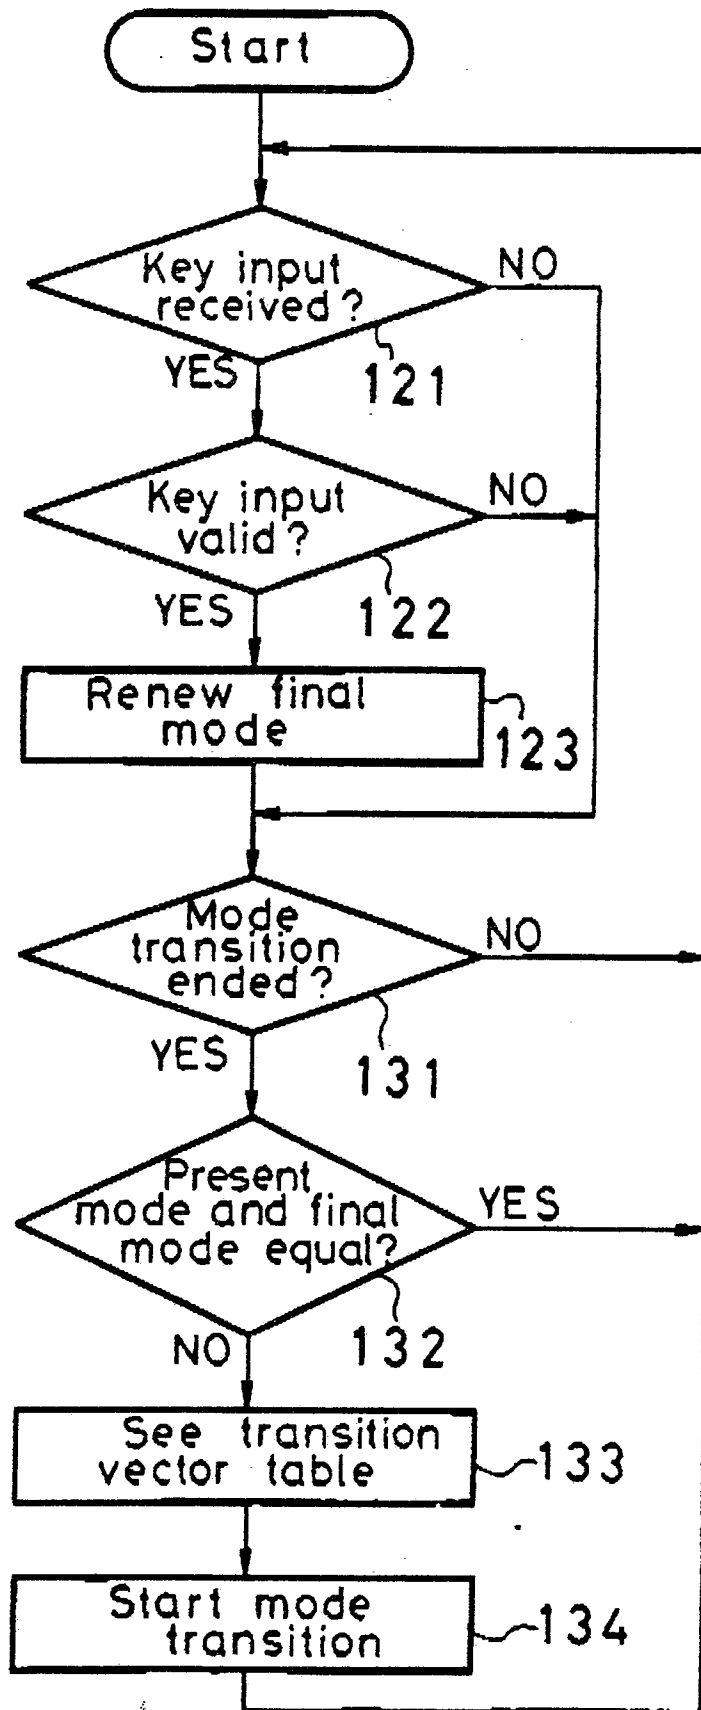 Start
Key input
received?
NO
YES
121
Key input
valid?
NO
YES
122
Renew final
mode
123
Mode
transition
ended?
NO
YES
131
Present
mode and final
mode equal?
YES
NO
132
See transition
vector table
133
Start mode
transition
134